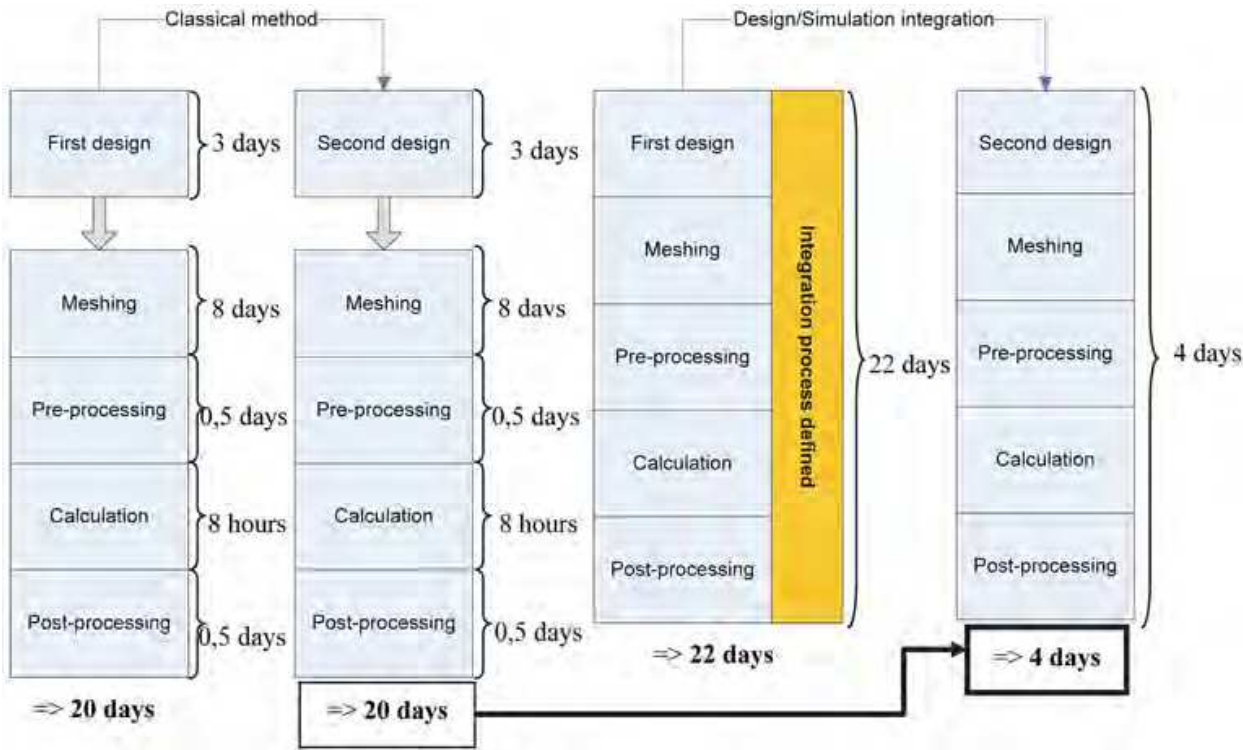 Classical method
Design/Simulation integration
First design
3 days
Second design
3 days
First design
Second design
Meshing
8 days
Meshing
8 days
Meshing
Meshing
Pre-processing
0,5 days
Pre-processing
0,5 days
Pre-processing
22 days
Pre-processing
4 days
Calculation
8 hours
Calculation
8 hours
Calculation
Calculation
Post-processing
0,5 days
Post-processing
0,5 days
Post-processing
Post-processing
Integration process defined
=> 20 days
=> 20 days
=> 22 days
=> 4 days